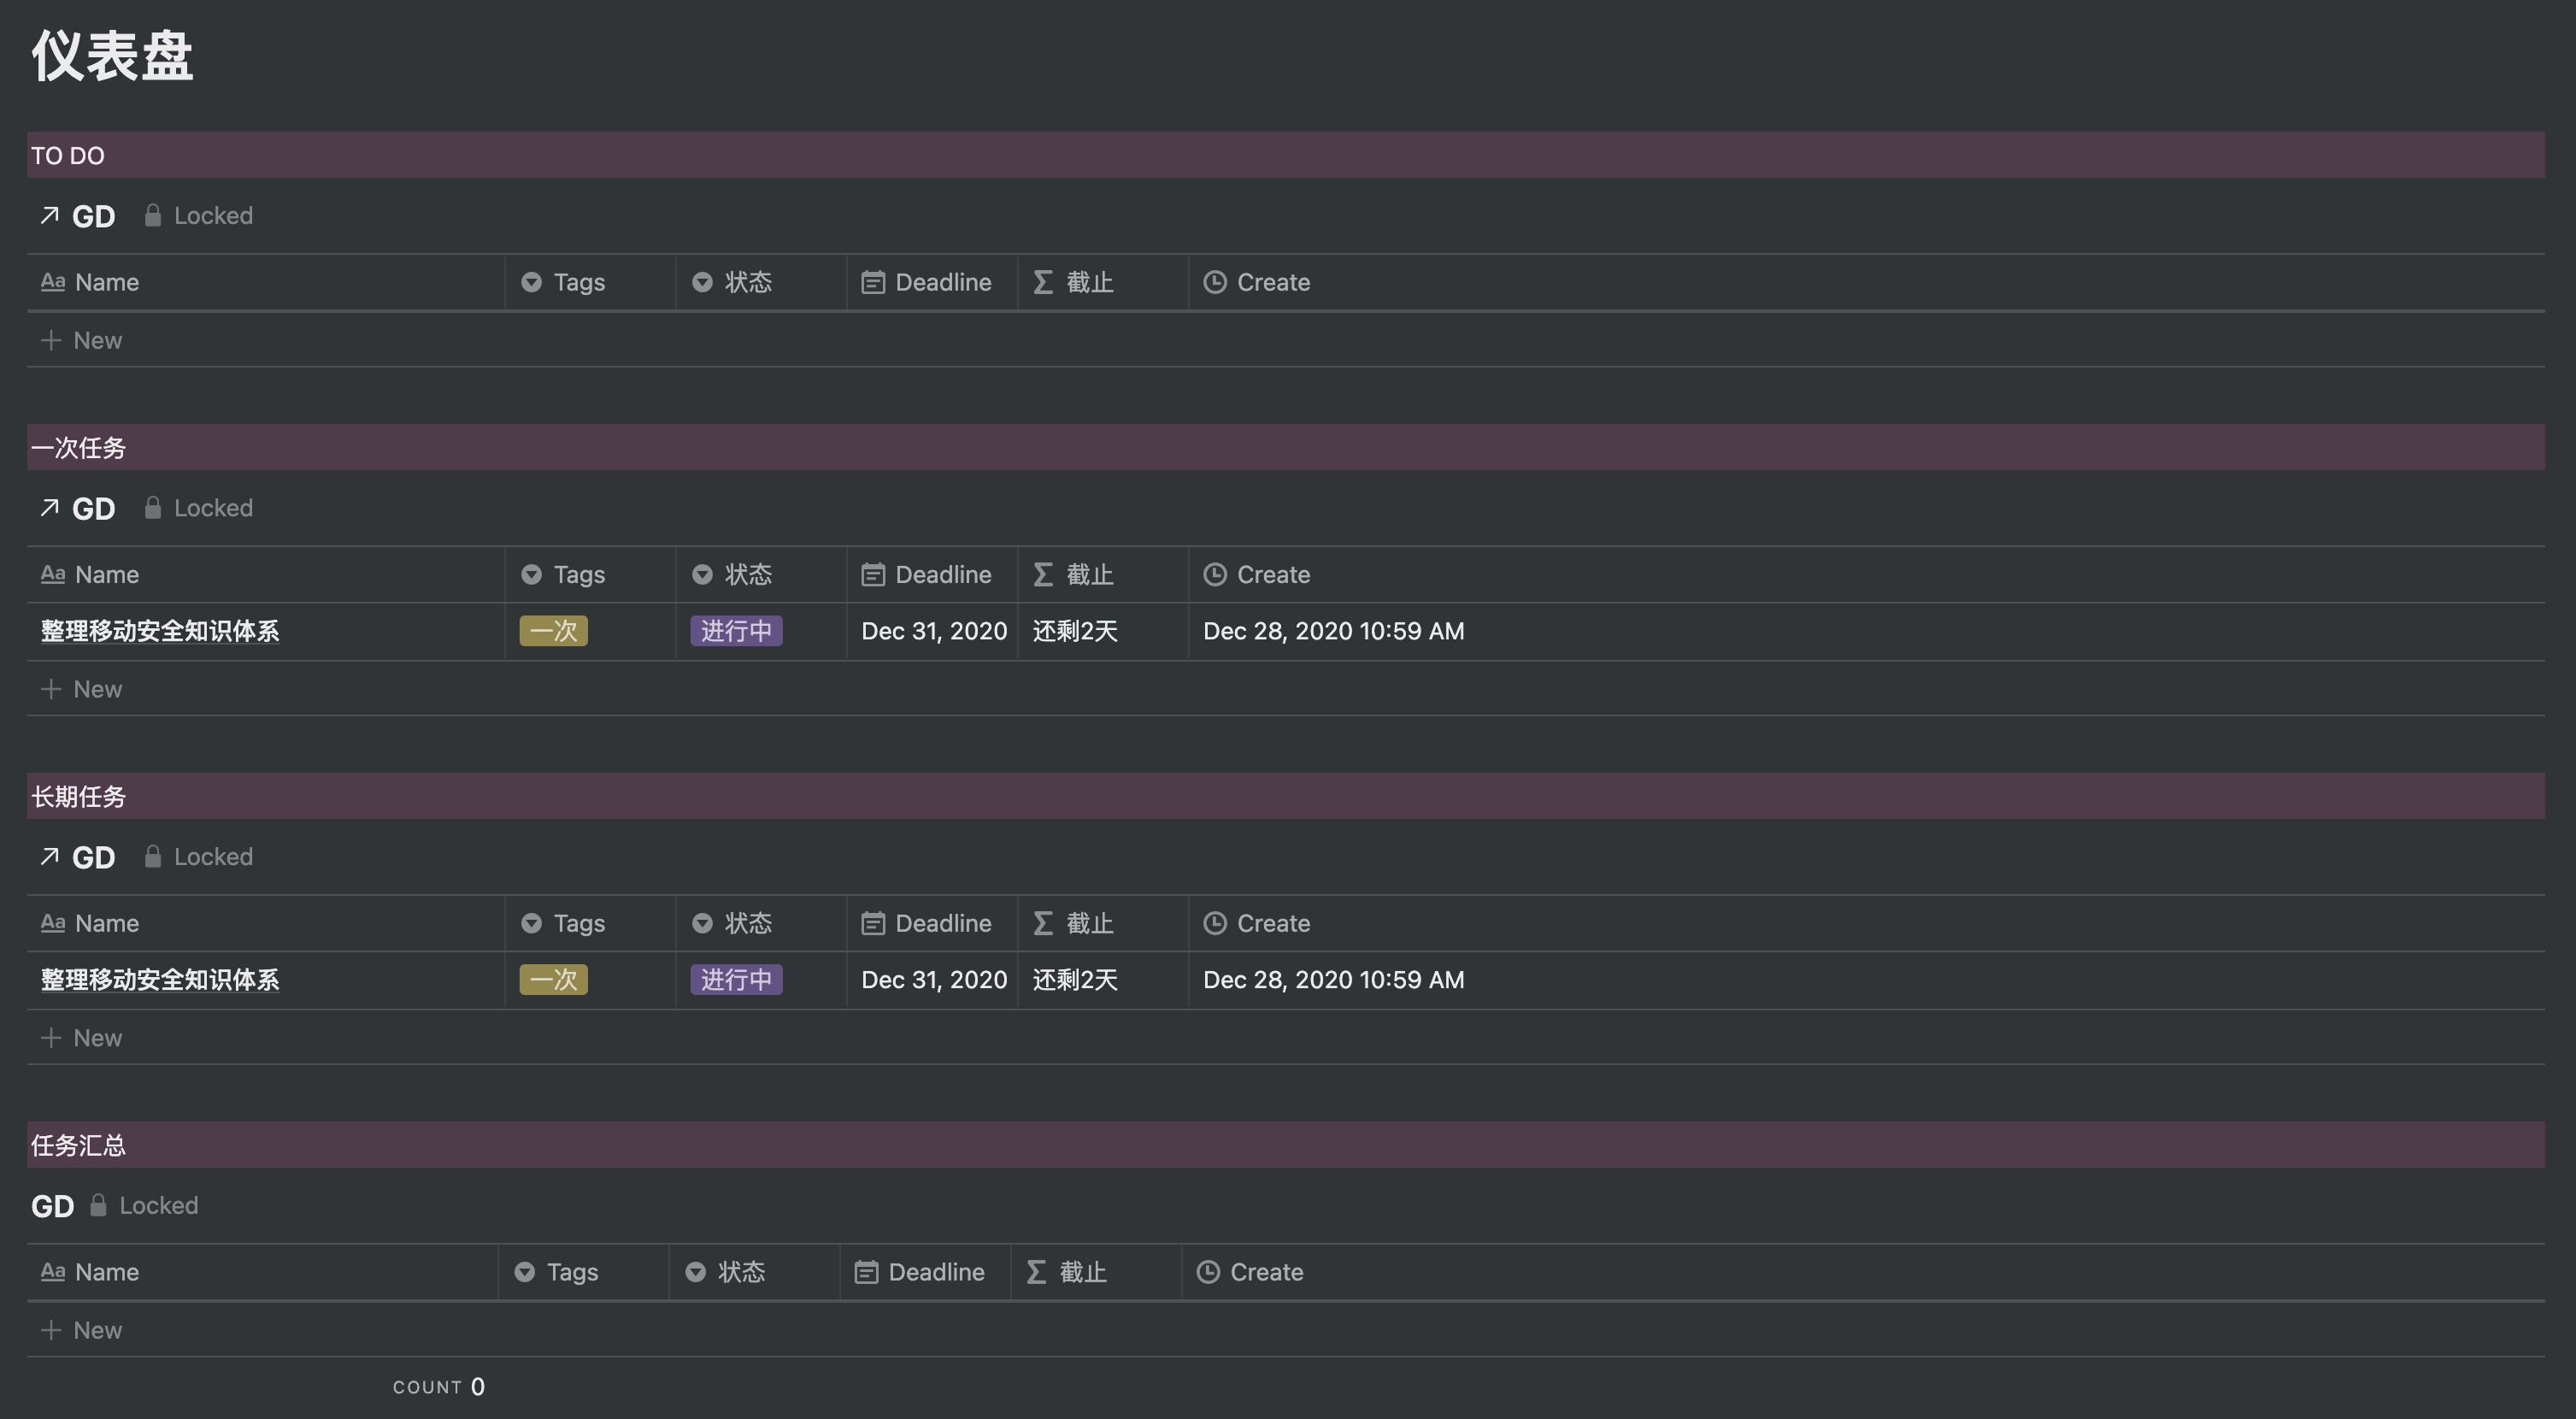 仪表盘
TO DO
GD Locked
Aa Name Tags 状态 Deadline Σ 截止 Create
+ New
一次任务
GD Locked
Aa Name Tags 状态 Deadline Σ 截止 Create
整理移动安全知识体系 一次 进行中 Dec 31, 2020 还剩2天 Dec 28, 2020 10:59 AM
+ New
长期任务
GD Locked
Aa Name Tags 状态 Deadline Σ 截止 Create
整理移动安全知识体系 一次 进行中 Dec 31, 2020 还剩2天 Dec 28, 2020 10:59 AM
+ New
任务汇总
GD Locked
Aa Name Tags 状态 Deadline Σ 截止 Create
+ New
COUNT 0